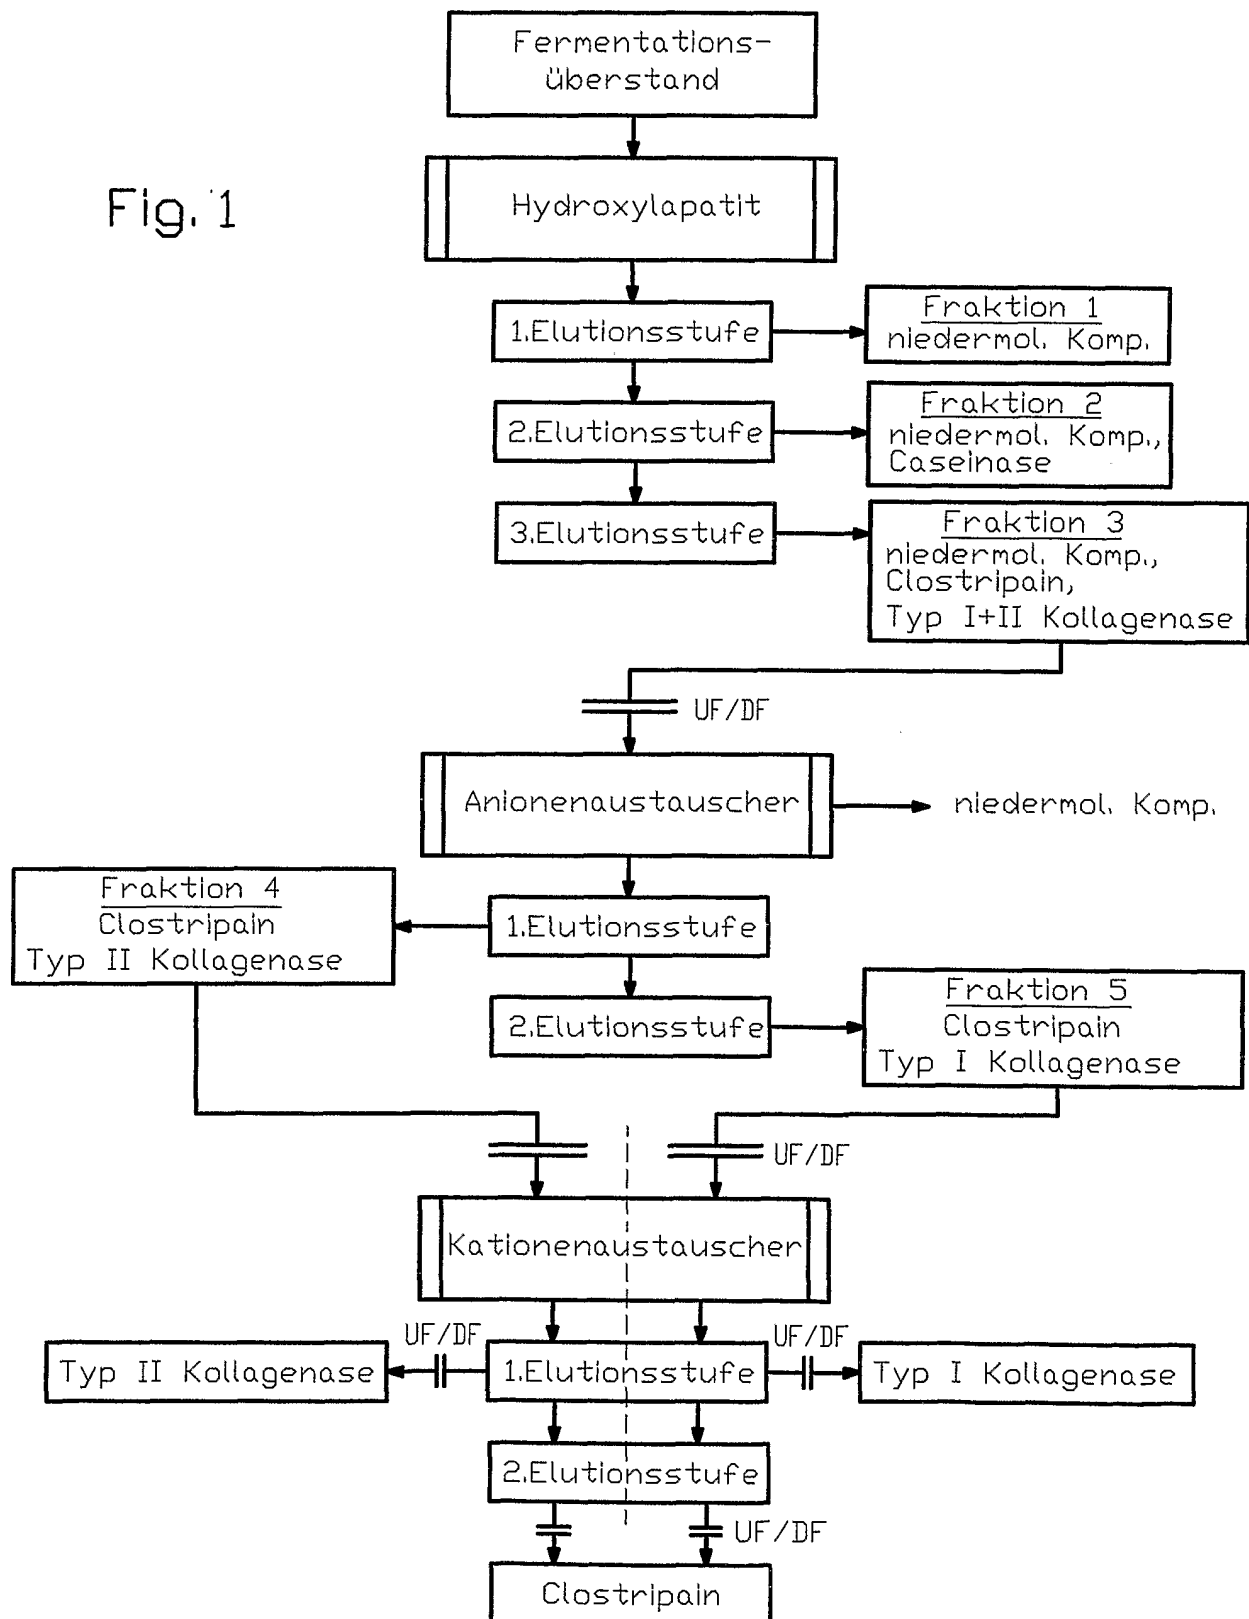 Fermentations-
überstand
Fig. 1
Hydroxylapatit
1.Elutionsstufe
Fraktion 1
niedermol. Komp.
2.Elutionsstufe
Fraktion 2
niedermol. Komp.,
Caseinase
3.Elutionsstufe
Fraktion 3
niedermol. Komp.,
Clostripain,
Typ I+II Kollagenase
UF/DF
Anionenaustauscher
niedermol. Komp.
Fraktion 4
Clostripain
Typ II Kollagenase
1.Elutionsstufe
2.Elutionsstufe
Fraktion 5
Clostripain
Typ I Kollagenase
UF/DF
Kationenaustauscher
UF/DF
UF/DF
Typ II Kollagenase
1.Elutionsstufe
Typ I Kollagenase
2.Elutionsstufe
UF/DF
Clostripain